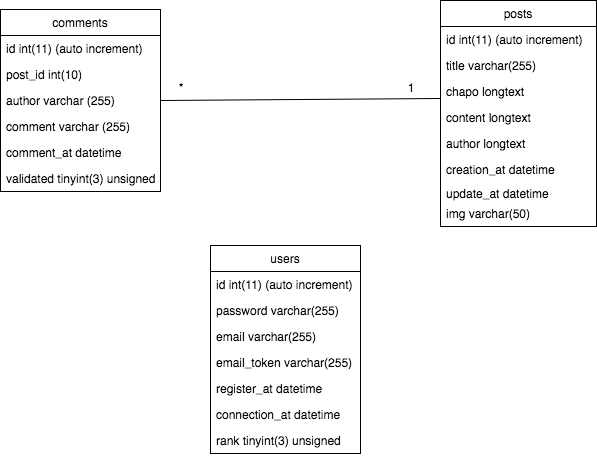 comments
id int(11) (auto increment)
post_id int(10)
author varchar (255)
comment varchar (255)
comment_at datetime
validated tinyint(3) unsigned
*
1
posts
id int(11) (auto increment)
title varchar(255)
chapo longtext
content longtext
author longtext
creation_at datetime
update_at datetime
img varchar(50)
users
id int(11) (auto increment)
password varchar(255)
email varchar(255)
email_token varchar(255)
register_at datetime
connection_at datetime
rank tinyint(3) unsigned